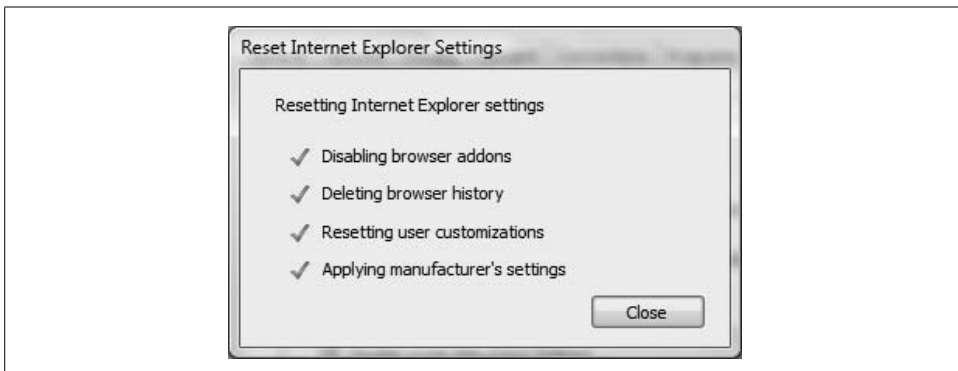 Reset Internet Explorer Settings
Resetting Internet Explorer settings
Disabling browser addons
Deleting browser history
Resetting user customizations
Applying manufacturer's settings
Close